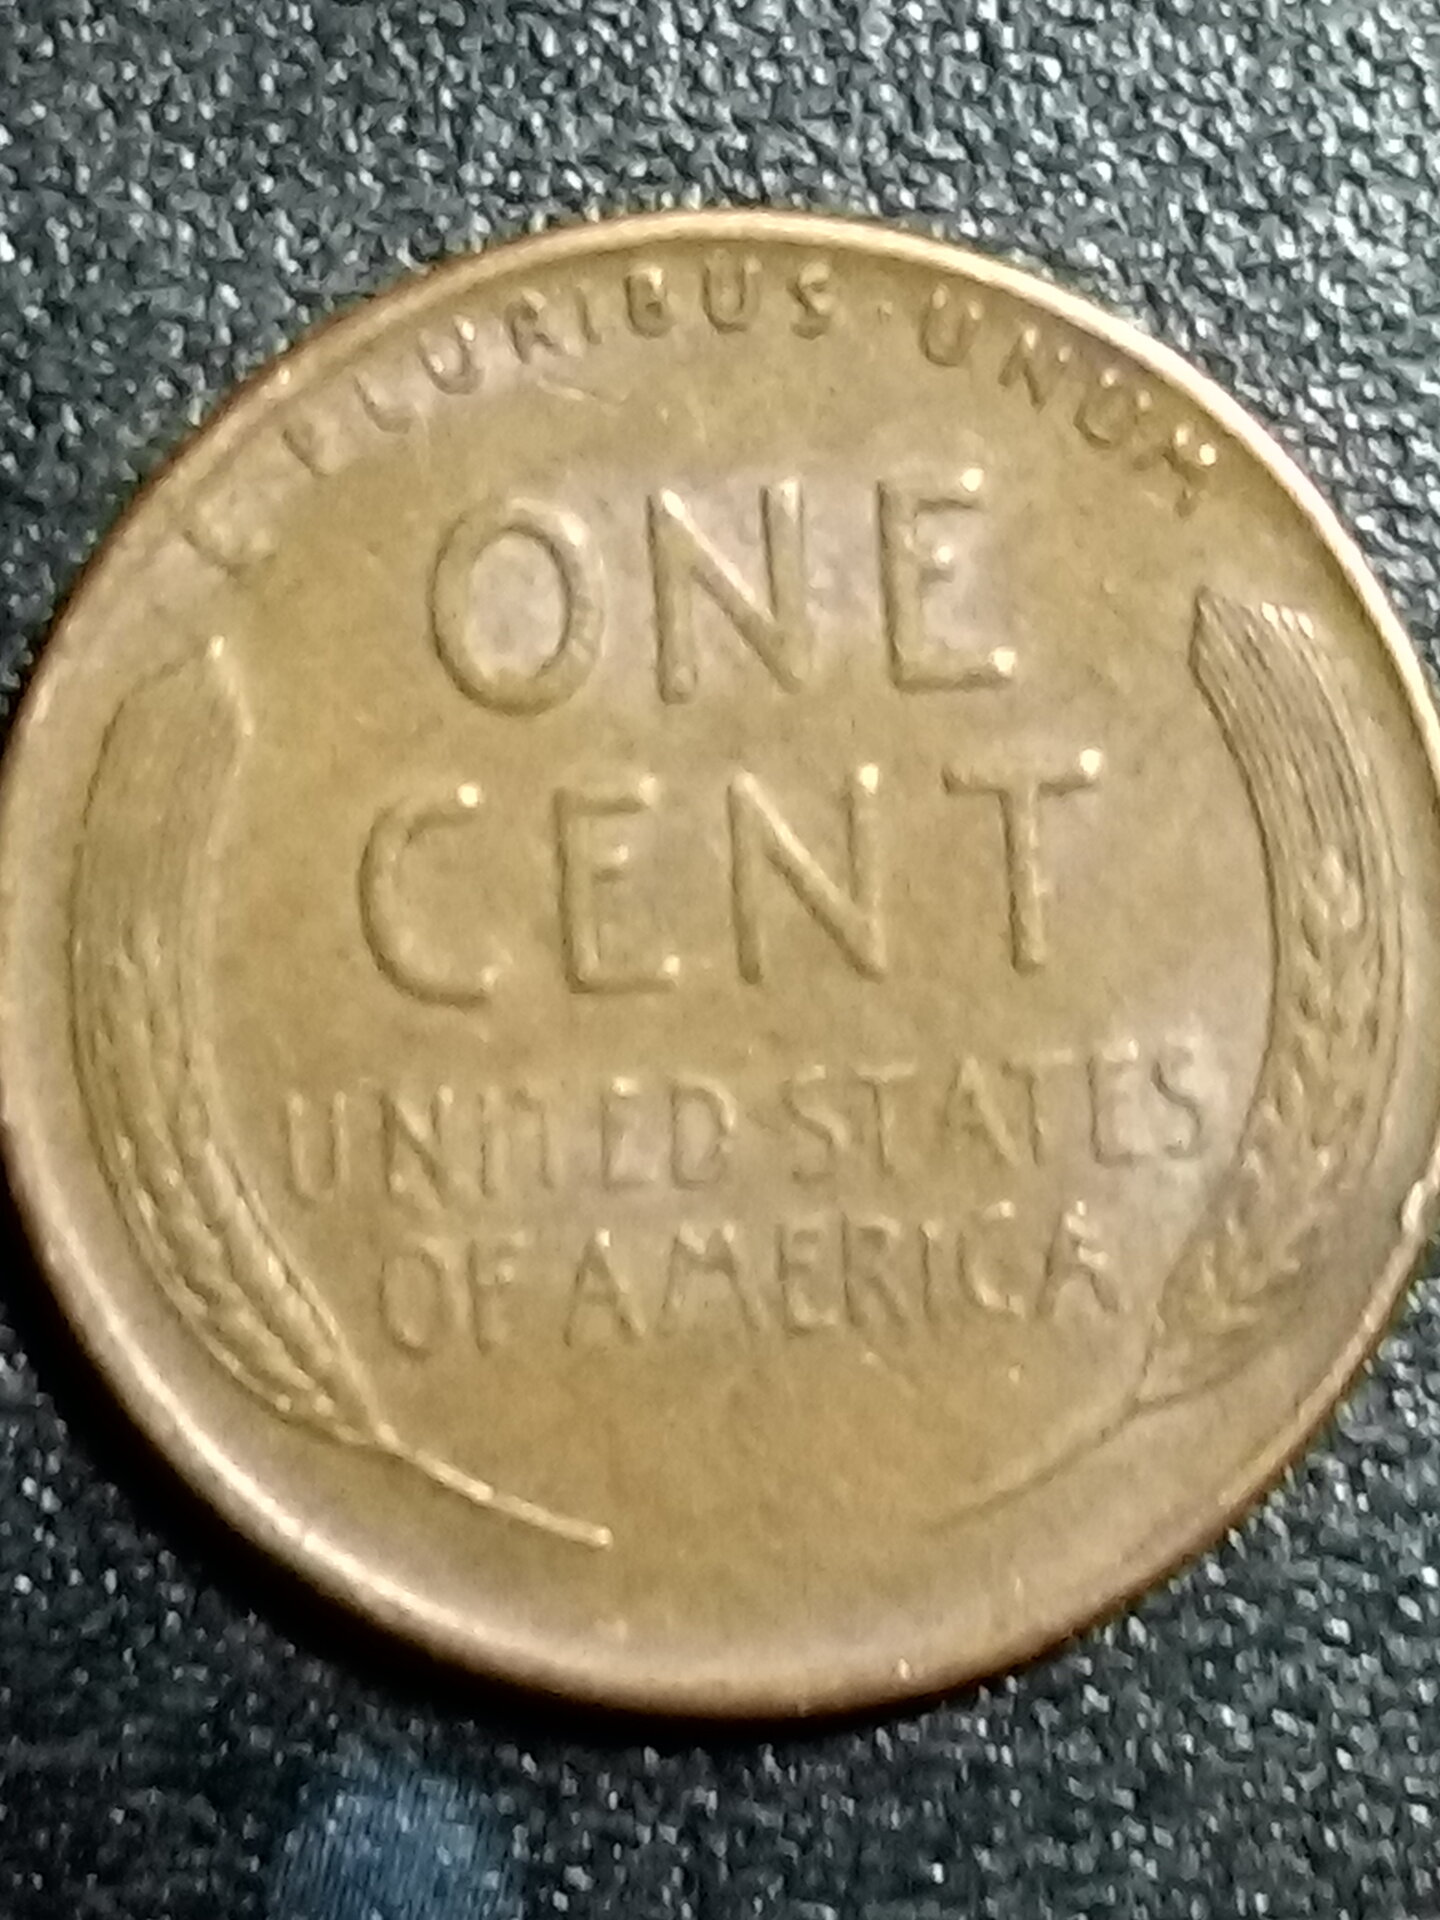 E · PLURIBUS · UNUM
ONE
CENT
UNITED · STATES
OF AMERICA